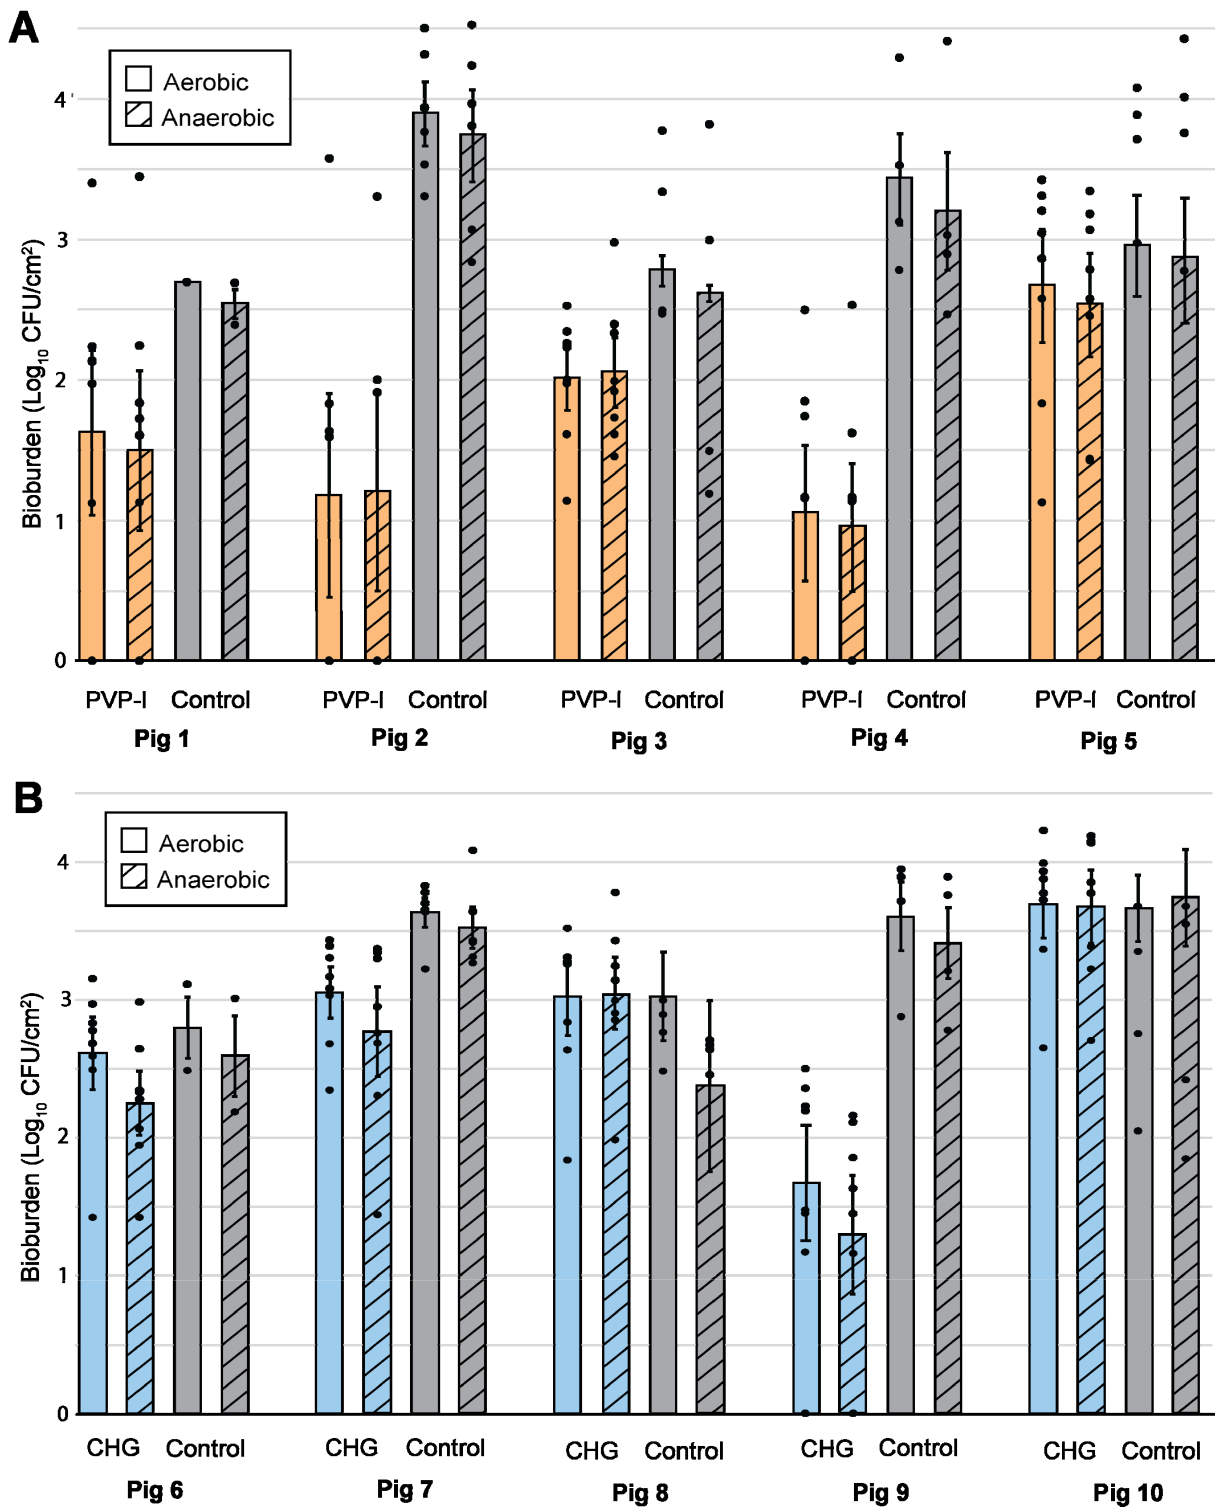 A
Aerobic
Anaerobic
4
3
2
1
0
Bioburden (Log10 CFU/cm²)
PVP-I Control PVP-I Control PVP-I Control PVP-I Control PVP-I Control
Pig 1 Pig 2 Pig 3 Pig 4 Pig 5
B
Aerobic
Anaerobic
4
3
2
1
0
Bioburden (Log10 CFU/cm²)
CHG Control CHG Control CHG Control CHG Control CHG Control
Pig 6 Pig 7 Pig 8 Pig 9 Pig 10